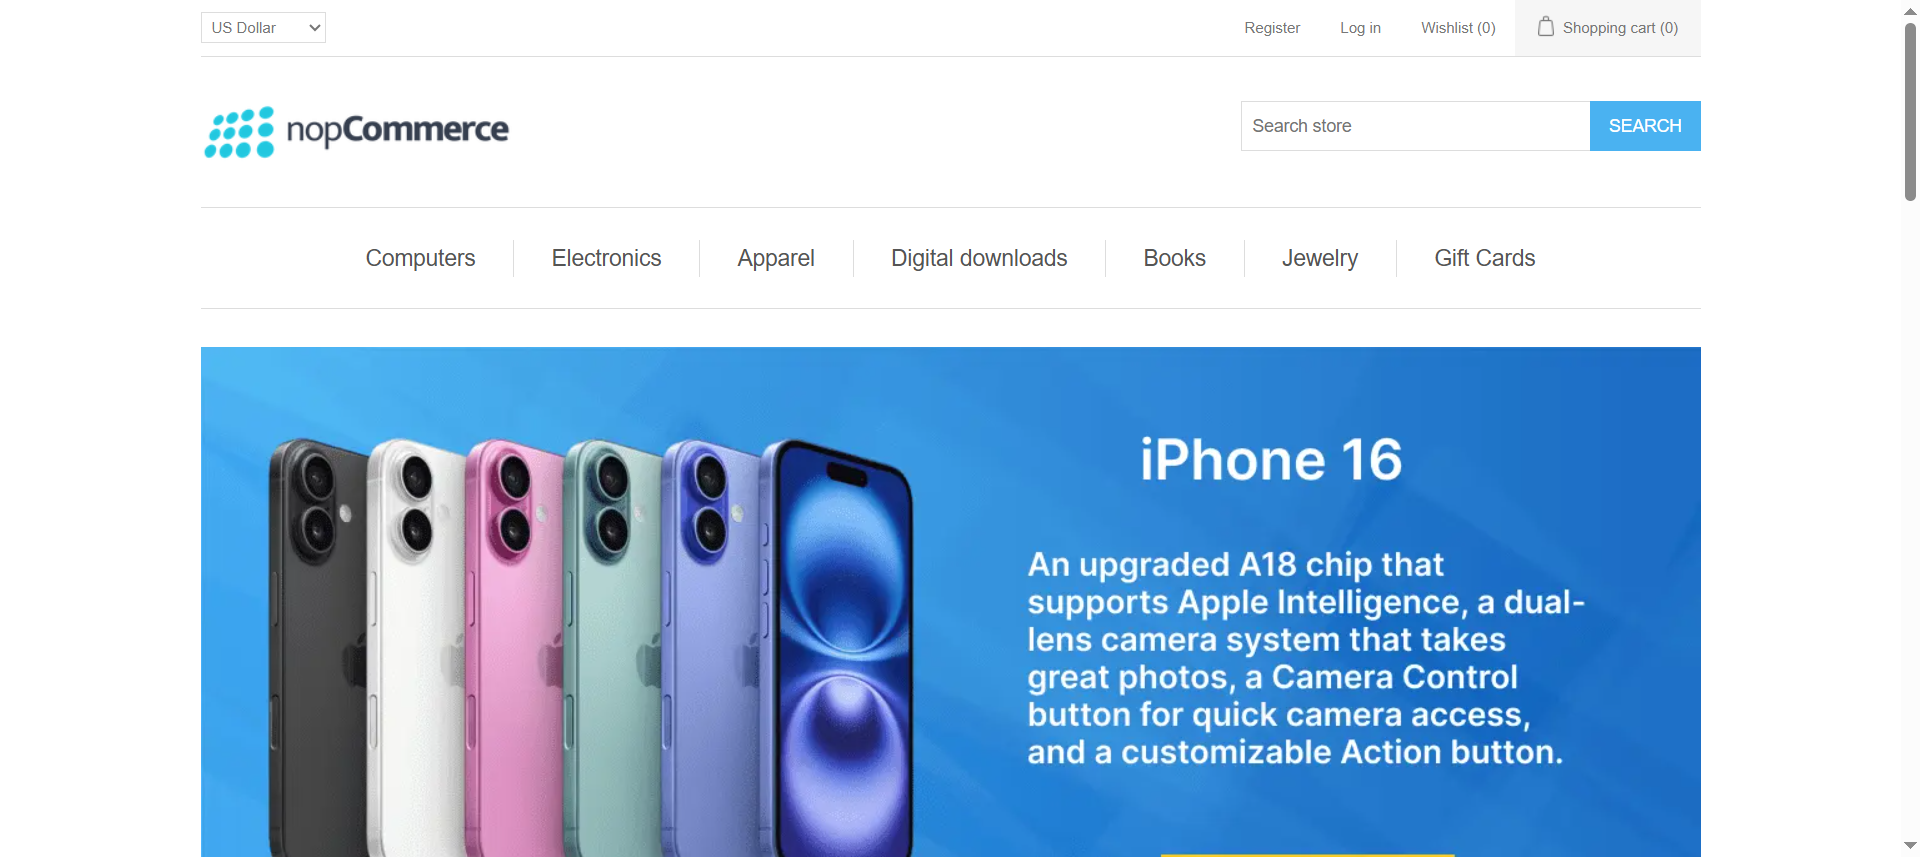 US Dollar
Register
Log in
Wishlist (0)
Shopping cart (0)
nopCommerce
Search store
SEARCH
Computers
Electronics
Apparel
Digital downloads
Books
Jewelry
Gift Cards
iPhone 16
An upgraded A18 chip that
supports Apple Intelligence, a dual-
lens camera system that takes
great photos, a Camera Control
button for quick camera access,
and a customizable Action button.